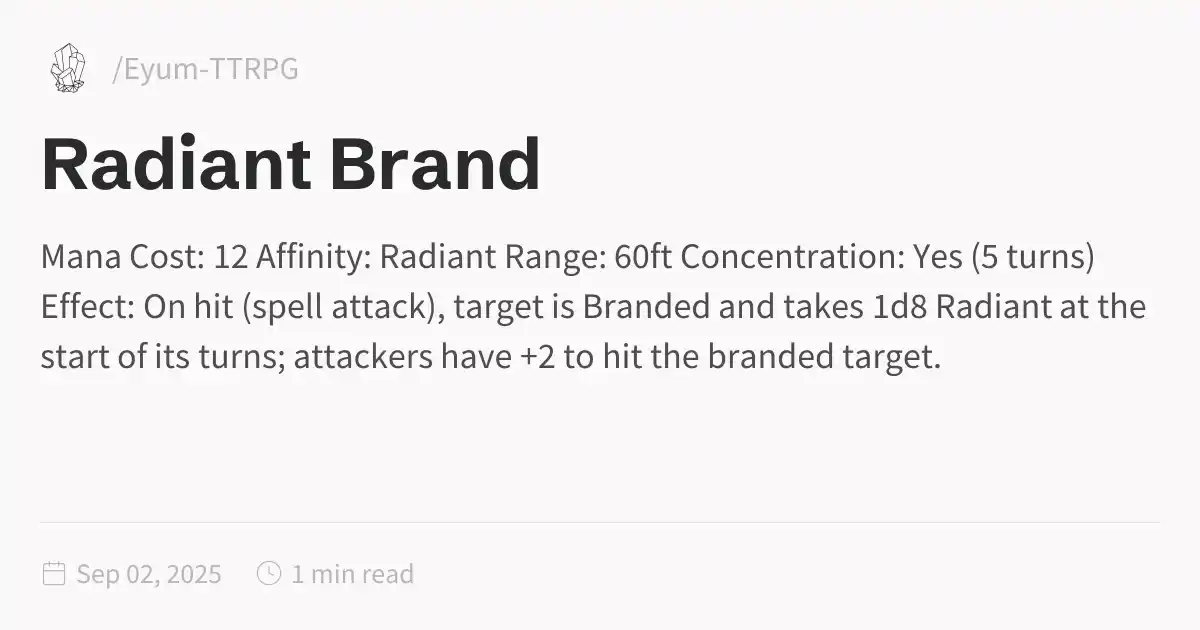 /Eyum-TTRPG
Radiant Brand
Mana Cost: 12 Affinity: Radiant Range: 60ft Concentration: Yes (5 turns)
Effect: On hit (spell attack), target is Branded and takes 1d8 Radiant at the
start of its turns; attackers have +2 to hit the branded target.
Sep 02, 2025 1 min read